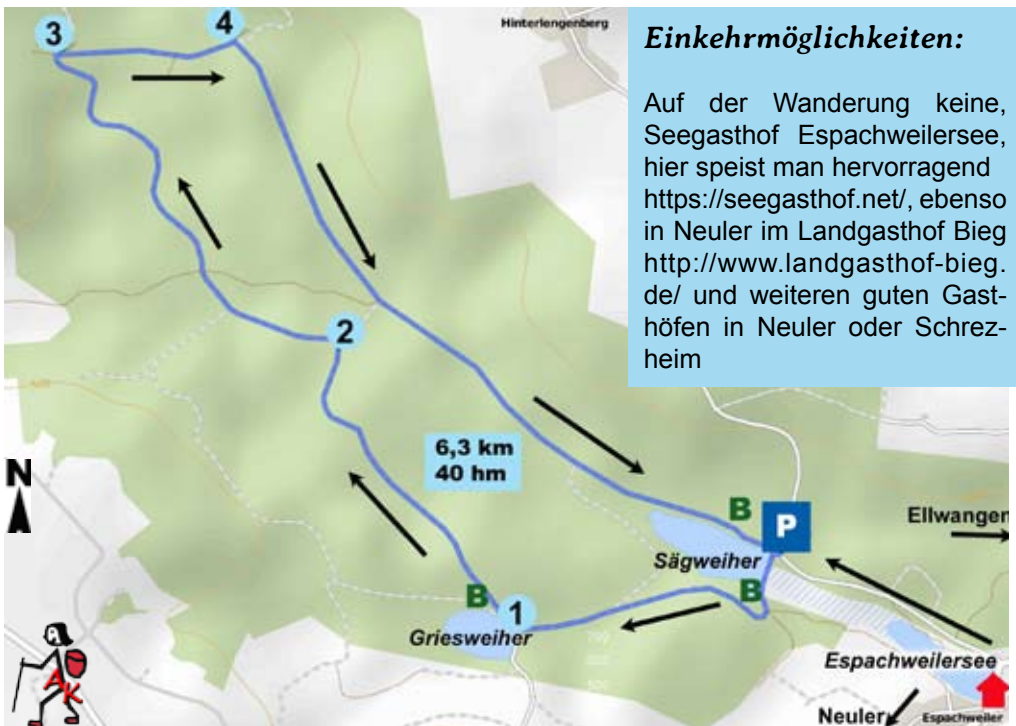 3
4
Hinterlengenberg
Einkehrmöglichkeiten:
Auf der Wanderung keine,
Seegasthof Espachweilersee,
hier speist man hervorragend
https://seegasthof.net/, ebenso
in Neuler im Landgasthof Bieg
http://www.landgasthof-bieg.
de/ und weiteren guten Gast-
höfen in Neuler oder Schrez-
heim
2
6,3 km
40 hm
N
B
P
Ellwangen
Sägweiher
B
B
1
Griesweiher
AK
Espachweilersee
Neuler
Espachweiler